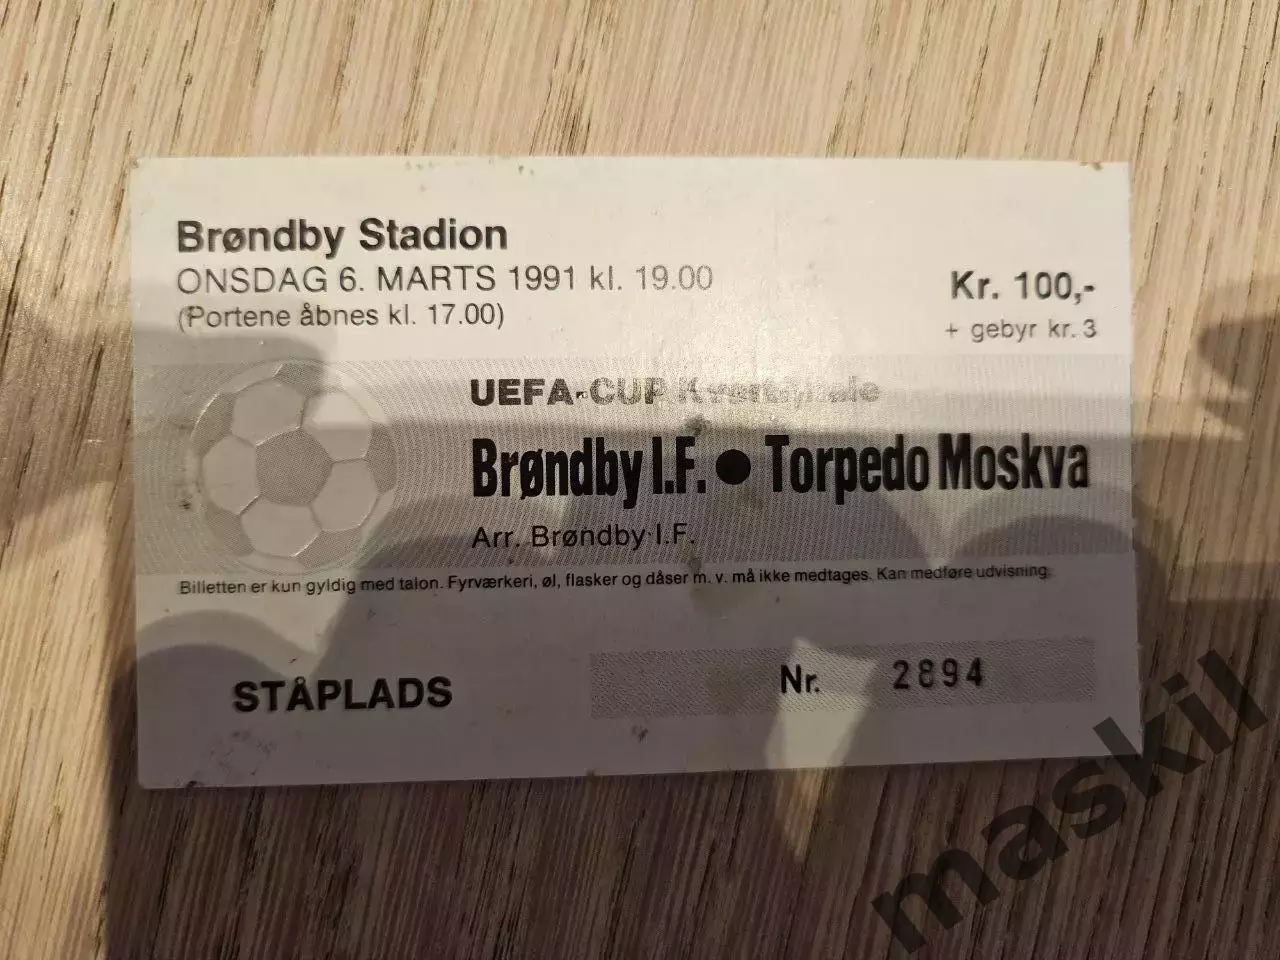 Brøndby Stadion
ONSDAG 6. MARTS 1991 kl. 19.00
(Portene åbnes kl. 17.00)
Kr. 100,-
+ gebyr kr. 3
UEFA-CUP Kvartfinale
Brøndby I.F. ● Torpedo Moskva
Arr. Brøndby I.F.
Billetten er kun gyldig med talon. Fyrværkeri, øl, flasker og dåser m. v. må ikke medtages. Kan medføre udvisning.
STÅPLADS
Nr. 2894
maskil